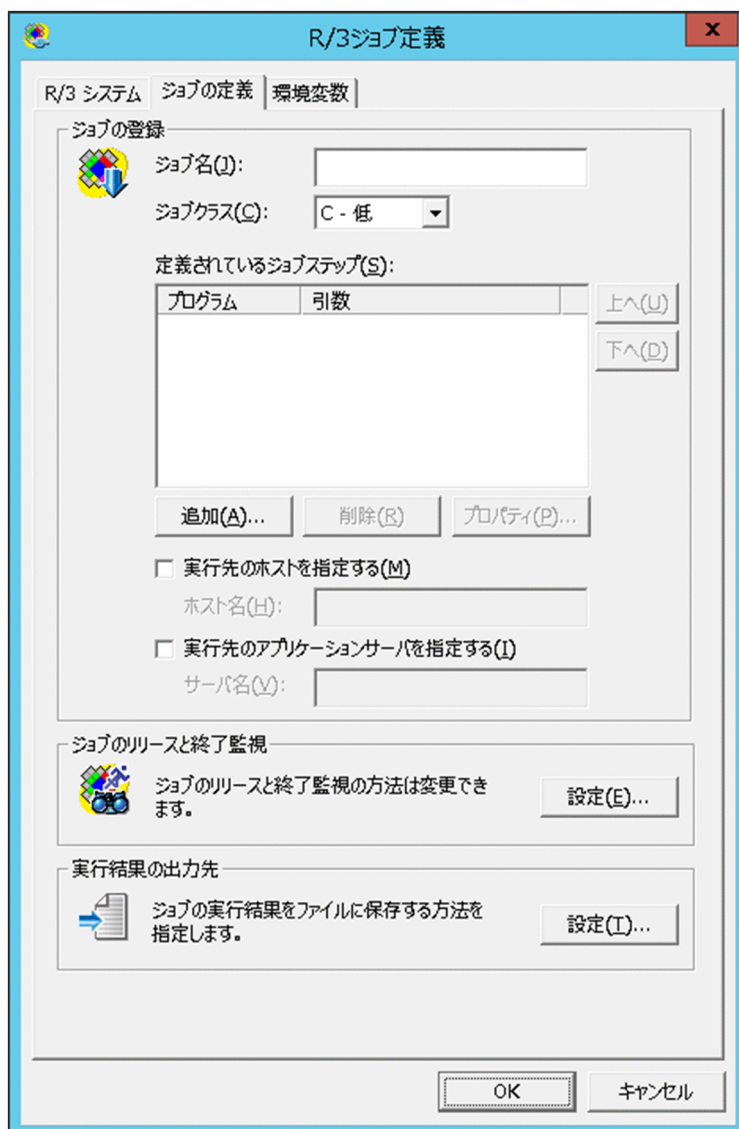 R/3ジョブ定義
x
R/3 システム ジョブの定義 環境変数
ジョブの登録
ジョブ名(J):
ジョブクラス(C): C - 低
定義されているジョブステップ(S):
プログラム 引数
上へ(U)
下へ(D)
追加(A)... 削除(R) プロパティ(P)...
実行先のホストを指定する(M)
ホスト名(H):
実行先のアプリケーションサーバを指定する(I)
サーバ名(V):
ジョブのリリースと終了監視
ジョブのリリースと終了監視の方法は変更でき
ます。
設定(E)...
実行結果の出力先
ジョブの実行結果をファイルに保存する方法を
指定します。
設定(T)...
OK キャンセル